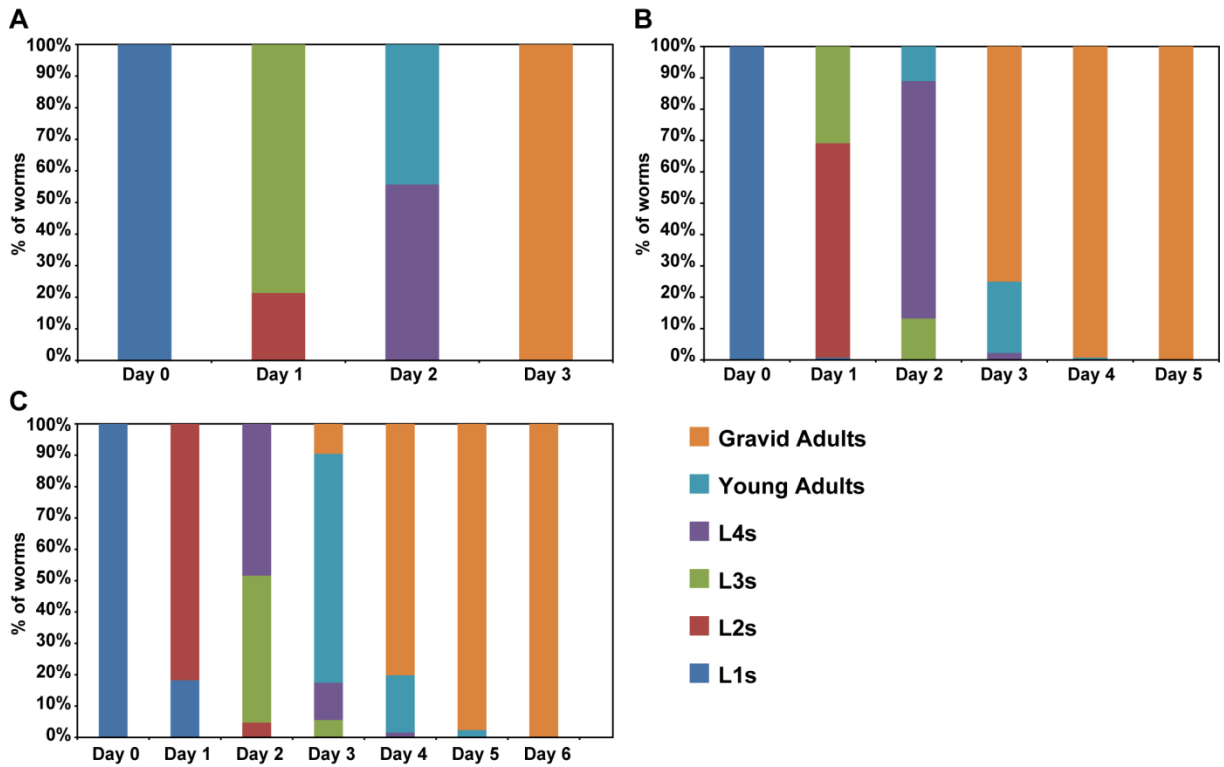 A
100%
90%
80%
70%
60%
50%
40%
30%
20%
10%
0%
% of worms
Day 0 Day 1 Day 2 Day 3
B
100%
90%
80%
70%
60%
50%
40%
30%
20%
10%
0%
% of worms
Day 0 Day 1 Day 2 Day 3 Day 4 Day 5
C
100%
90%
80%
70%
60%
50%
40%
30%
20%
10%
0%
% of worms
Day 0 Day 1 Day 2 Day 3 Day 4 Day 5 Day 6
Gravid Adults
Young Adults
L4s
L3s
L2s
L1s